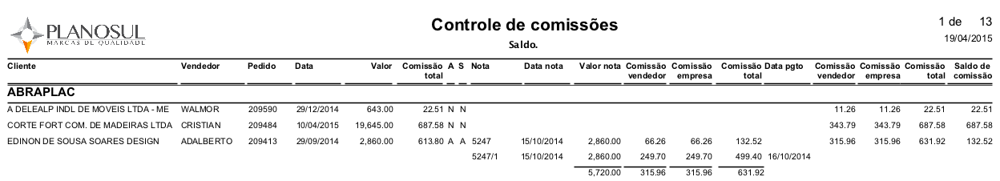 PLANOSUL
MARCAS DE QUALIDADE
Controle de comissões
Saldo.
1 de 13
19/04/2015
Cliente Vendedor Pedido Data Valor Comissão total A S Nota Data nota Valor nota Comissão vendedor Comissão empresa Comissão total Data pgto Comissão vendedor Comissão empresa Comissão total Saldo de comissão
ABRAPLAC
A DELEALP INDL DE MOVEIS LTDA - ME WALMOR 209590 29/12/2014 643.00 22.51 N N 11.26 11.26 22.51 22.51
CORTE FORT COM. DE MADEIRAS LTDA CRISTIAN 209484 10/04/2015 19,645.00 687.58 N N 343.79 343.79 687.58 687.58
EDINON DE SOUSA SOARES DESIGN ADALBERTO 209413 29/09/2014 2,860.00 613.80 A A 5247 15/10/2014 2,860.00 66.26 66.26 132.52 315.96 315.96 631.92 132.52
5247/1 15/10/2014 2,860.00 249.70 249.70 499.40 16/10/2014
5,720.00 315.96 315.96 631.92